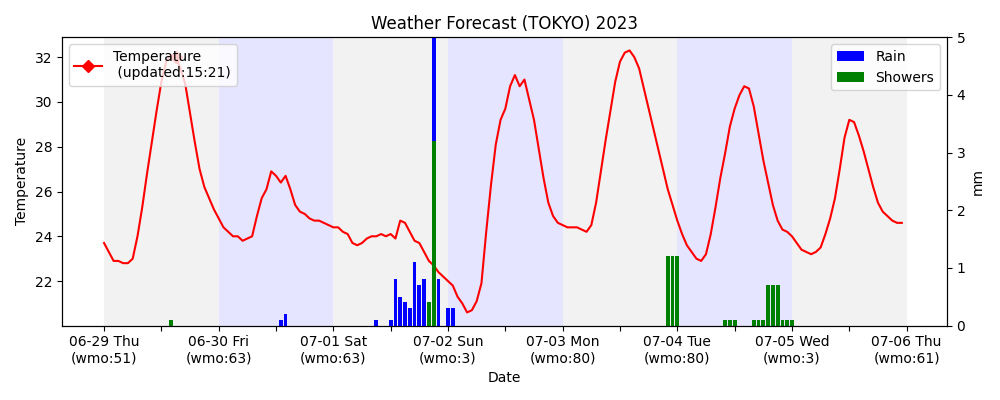 Weather Forecast (TOKYO) 2023
Temperature
(updated:15:21)
Rain
Showers
32
30
28
26
24
22
Temperature
5
4
3
2
1
0
mm
06-29 Thu 06-30 Fri 07-01 Sat 07-02 Sun 07-03 Mon 07-04 Tue 07-05 Wed 07-06 Thu
(wmo:51) (wmo:63) (wmo:63) (wmo:3) (wmo:80) (wmo:80) (wmo:3) (wmo:61)
Date